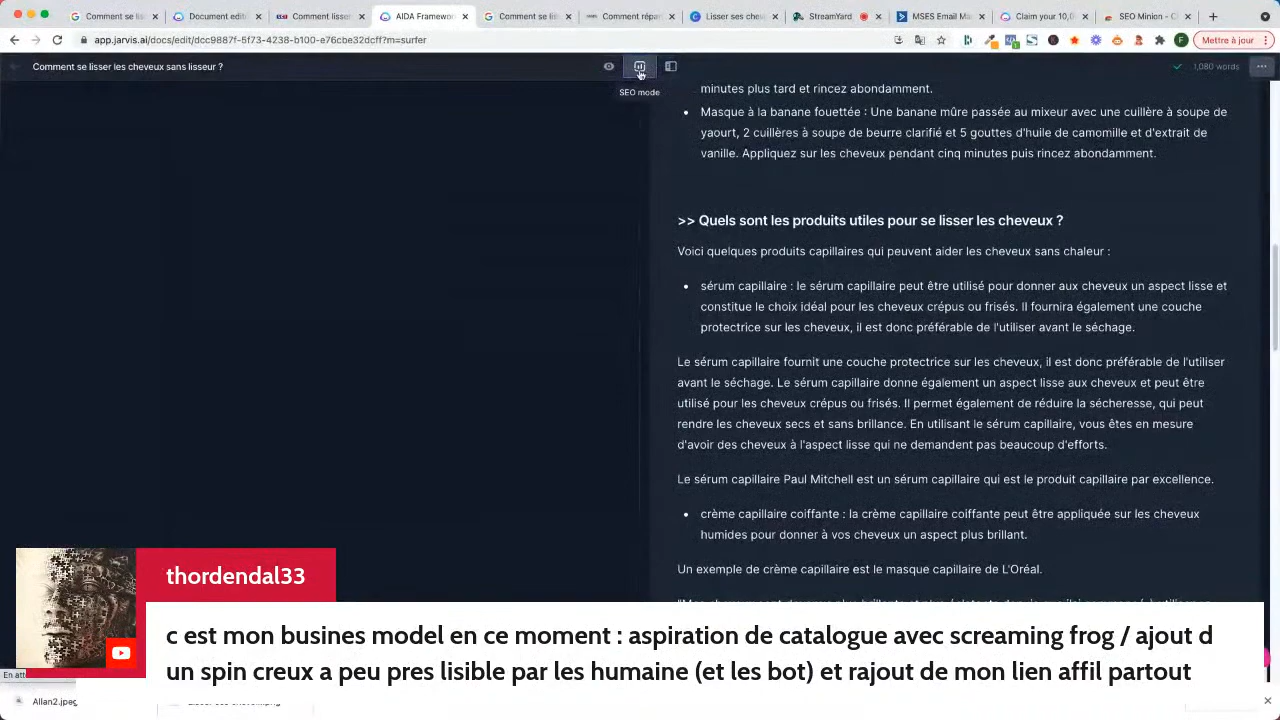 Comment se li
Document edito
Comment lisser
AIDA Framewor
Comment se li
Comment répar
Lisser ses cheve
StreamYard
MSES Email Ma
Claim your 10,0
SEO Minion - C
app.jarvis.ai/docs/edit/dcc9887f-5f73-4238-b100-e76cbe32dcff?m=surfer
Mettre à jour
Comment se lisser les cheveux sans lisseur ?
1,080 words
SEO mode
minutes plus tard et rincez abondamment.
Masque à la banane fouettée : Une banane mûre passée au mixeur avec une cuillère à soupe de
yaourt, 2 cuillères à soupe de beurre clarifié et 5 gouttes d'huile de camomille et d'extrait de
vanille. Appliquez sur les cheveux pendant cinq minutes puis rincez abondamment.
>> Quels sont les produits utiles pour se lisser les cheveux ?
Voici quelques produits capillaires qui peuvent aider les cheveux sans chaleur :
sérum capillaire : le sérum capillaire peut être utilisé pour donner aux cheveux un aspect lisse et
constitue le choix idéal pour les cheveux crépus ou frisés. Il fournira également une couche
protectrice sur les cheveux, il est donc préférable de l'utiliser avant le séchage.
Le sérum capillaire fournit une couche protectrice sur les cheveux, il est donc préférable de l'utiliser
avant le séchage. Le sérum capillaire donne également un aspect lisse aux cheveux et peut être
utilisé pour les cheveux crépus ou frisés. Il permet également de réduire la sécheresse, qui peut
rendre les cheveux secs et sans brillance. En utilisant le sérum capillaire, vous êtes en mesure
d'avoir des cheveux à l'aspect lisse qui ne demandent pas beaucoup d'efforts.
Le sérum capillaire Paul Mitchell est un sérum capillaire qui est le produit capillaire par excellence.
crème capillaire coiffante : la crème capillaire coiffante peut être appliquée sur les cheveux
humides pour donner à vos cheveux un aspect plus brillant.
Un exemple de crème capillaire est le masque capillaire de L'Oréal.
thordendal33
c est mon busines model en ce moment : aspiration de catalogue avec screaming frog / ajout d
un spin creux a peu pres lisible par les humaine (et les bot) et rajout de mon lien affil partout
En att
Allan2.jpeg